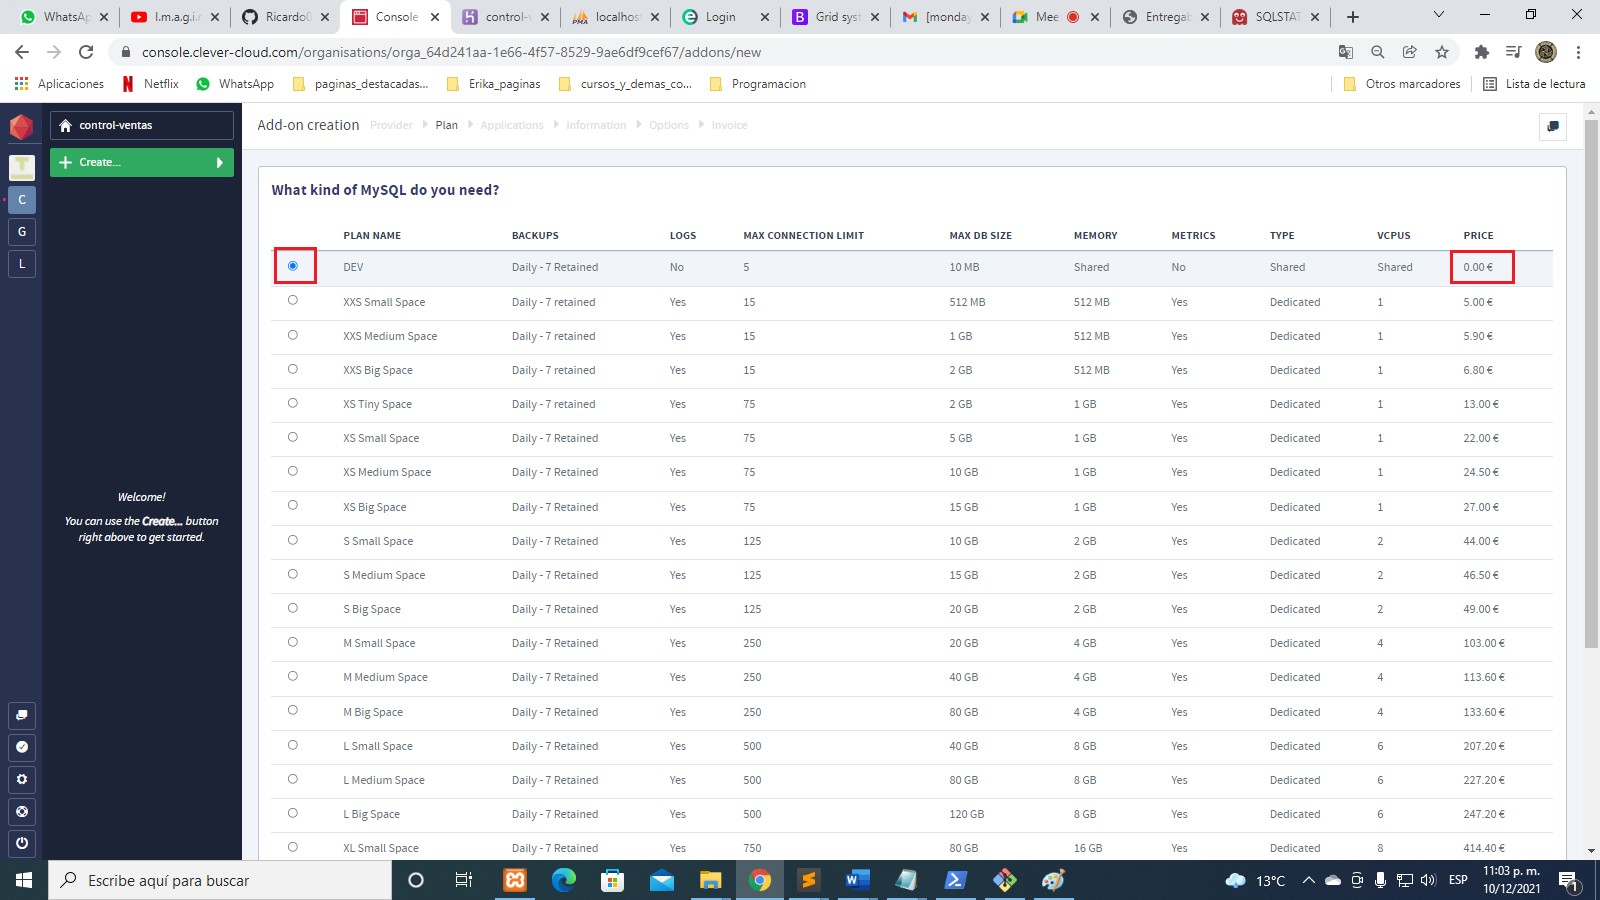 WhatsAp
I.m.a.g.i.n
Ricardo0
Console
control-v
localhos
Login
Grid syst
[monday
Mee
Entregab
SQLSTAT
console.clever-cloud.com/organisations/orga_64d241aa-1e66-4f57-8529-9ae6df9cef67/addons/new
Aplicaciones
Netflix
WhatsApp
paginas_destacadas...
Erika_paginas
cursos_y_demas_co...
Programacion
Otros marcadores
Lista de lectura
control-ventas
Create...
T
C
G
L
Welcome!
You can use the Create... button
right above to get started.
Add-on creation Provider Plan Applications Information Options Invoice
What kind of MySQL do you need?
PLAN NAME BACKUPS LOGS MAX CONNECTION LIMIT MAX DB SIZE MEMORY METRICS TYPE VCPUS PRICE
DEV Daily - 7 Retained No 5 10 MB Shared No Shared Shared 0.00 €
XXS Small Space Daily - 7 retained Yes 15 512 MB 512 MB Yes Dedicated 1 5.00 €
XXS Medium Space Daily - 7 retained Yes 15 1 GB 512 MB Yes Dedicated 1 5.90 €
XXS Big Space Daily - 7 retained Yes 15 2 GB 512 MB Yes Dedicated 1 6.80 €
XS Tiny Space Daily - 7 retained Yes 75 2 GB 1 GB Yes Dedicated 1 13.00 €
XS Small Space Daily - 7 Retained Yes 75 5 GB 1 GB Yes Dedicated 1 22.00 €
XS Medium Space Daily - 7 Retained Yes 75 10 GB 1 GB Yes Dedicated 1 24.50 €
XS Big Space Daily - 7 Retained Yes 75 15 GB 1 GB Yes Dedicated 1 27.00 €
S Small Space Daily - 7 Retained Yes 125 10 GB 2 GB Yes Dedicated 2 44.00 €
S Medium Space Daily - 7 Retained Yes 125 15 GB 2 GB Yes Dedicated 2 46.50 €
S Big Space Daily - 7 Retained Yes 125 20 GB 2 GB Yes Dedicated 2 49.00 €
M Small Space Daily - 7 Retained Yes 250 20 GB 4 GB Yes Dedicated 4 103.00 €
M Medium Space Daily - 7 Retained Yes 250 40 GB 4 GB Yes Dedicated 4 113.60 €
M Big Space Daily - 7 Retained Yes 250 80 GB 4 GB Yes Dedicated 4 133.60 €
L Small Space Daily - 7 Retained Yes 500 40 GB 8 GB Yes Dedicated 6 207.20 €
L Medium Space Daily - 7 Retained Yes 500 80 GB 8 GB Yes Dedicated 6 227.20 €
L Big Space Daily - 7 Retained Yes 500 120 GB 8 GB Yes Dedicated 6 247.20 €
XL Small Space Daily - 7 Retained Yes 750 80 GB 16 GB Yes Dedicated 8 414.40 €
Escribe aquí para buscar
13°C
ESP
11:03 p. m.
10/12/2021
1